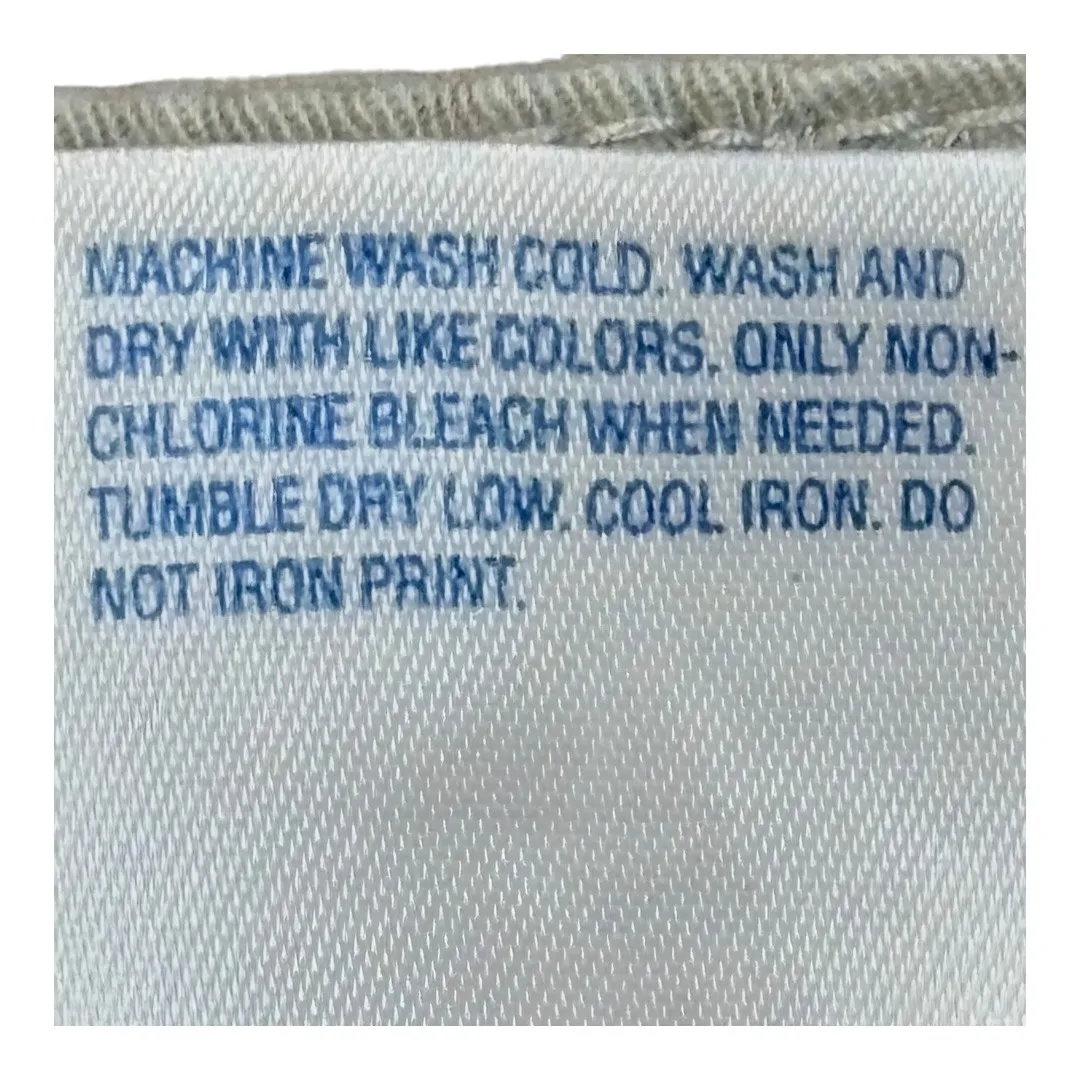 MACHINE WASH COLD. WASH AND
DRY WITH LIKE COLORS. ONLY NON-
CHLORINE BLEACH WHEN NEEDED.
TUMBLE DRY LOW. COOL IRON. DO
NOT IRON PRINT.